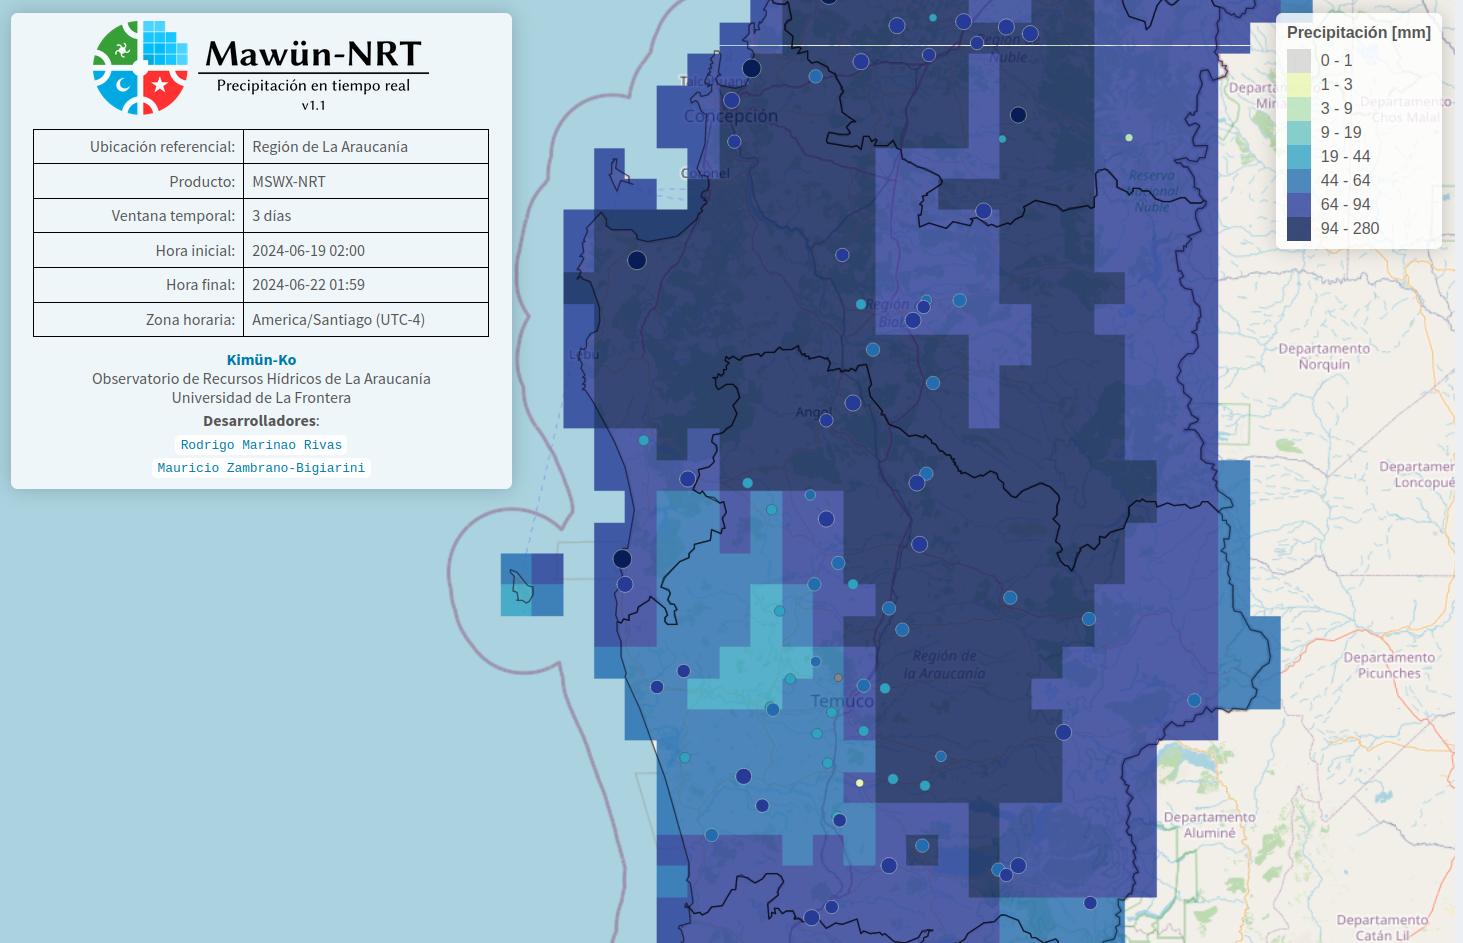 Mawün-NRT
Precipitación en tiempo real
v1.1
Ubicación referencial: Región de La Araucanía
Producto: MSWX-NRT
Ventana temporal: 3 días
Hora inicial: 2024-06-19 02:00
Hora final: 2024-06-22 01:59
Zona horaria: America/Santiago (UTC-4)
Kimün-Ko
Observatorio de Recursos Hídricos de La Araucanía
Universidad de La Frontera
Desarrolladores:
Rodrigo Marinao Rivas
Mauricio Zambrano-Bigiarini
Precipitación [mm]
0 - 1
1 - 3
3 - 9
9 - 19
19 - 44
44 - 64
64 - 94
94 - 280
Región de
Ñuble
Talcahuano
Concepción
Coronel
Reserva
Nacional
Ñuble
Departamento
Chos Malal
Región
Lebu
Angol
Departamento
Ñorquín
Departamen
Loncopué
Región de
la Araucanía
Temuco
Departamento
Picunches
Departamento
Aluminé
Departamento
Catán Lil